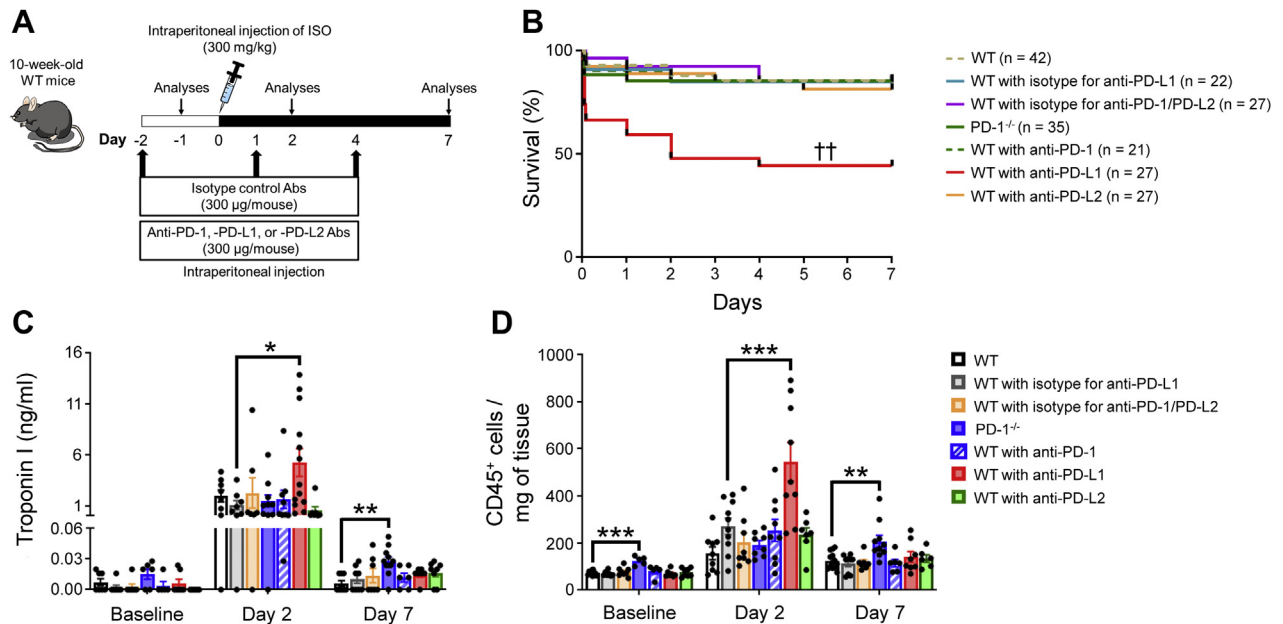 A
Intraperitoneal injection of ISO
(300 mg/kg)
10-week-old
WT mice
Analyses
Analyses
Analyses
Day
-2
-1
0
1
2
4
7
Isotype control Abs
(300 µg/mouse)
Anti-PD-1, -PD-L1, or -PD-L2 Abs
(300 µg/mouse)
Intraperitoneal injection
B
Survival (%)
100
50
0
††
0 1 2 3 4 5 6 7
Days
WT (n = 42)
WT with isotype for anti-PD-L1 (n = 22)
WT with isotype for anti-PD-1/PD-L2 (n = 27)
PD-1-/- (n = 35)
WT with anti-PD-1 (n = 21)
WT with anti-PD-L1 (n = 27)
WT with anti-PD-L2 (n = 27)
C
Troponin I (ng/ml)
16
11
6
1
0.06
0.03
0.00
*
**
Baseline
Day 2
Day 7
D
CD45+ cells /
mg of tissue
1000
800
600
400
200
0
***
***
**
Baseline
Day 2
Day 7
WT
WT with isotype for anti-PD-L1
WT with isotype for anti-PD-1/PD-L2
PD-1-/-
WT with anti-PD-1
WT with anti-PD-L1
WT with anti-PD-L2